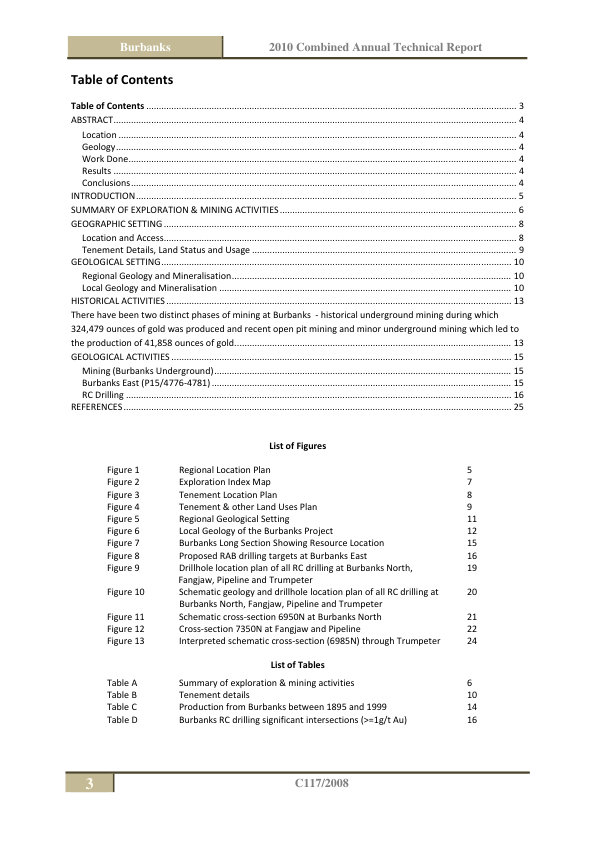 Burbanks 2010 Combined Annual Technical Report
Table of Contents
Table of Contents ........ 3
ABSTRACT ........ 4
Location ........ 4
Geology ........ 4
Work Done ........ 4
Results ........ 4
Conclusions ........ 4
INTRODUCTION ........ 5
SUMMARY OF EXPLORATION & MINING ACTIVITIES ........ 6
GEOGRAPHIC SETTING ........ 8
Location and Access ........ 8
Tenement Details, Land Status and Usage ........ 9
GEOLOGICAL SETTING ........ 10
Regional Geology and Mineralisation ........ 10
Local Geology and Mineralisation ........ 10
HISTORICAL ACTIVITIES ........ 13
There have been two distinct phases of mining at Burbanks - historical underground mining during which
324,479 ounces of gold was produced and recent open pit mining and minor underground mining which led to
the production of 41,858 ounces of gold ........ 13
GEOLOGICAL ACTIVITIES ........ 15
Mining (Burbanks Underground) ........ 15
Burbanks East (P15/4776-4781) ........ 15
RC Drilling ........ 16
REFERENCES ........ 25
List of Figures
Figure 1 Regional Location Plan 5
Figure 2 Exploration Index Map 7
Figure 3 Tenement Location Plan 8
Figure 4 Tenement & other Land Uses Plan 9
Figure 5 Regional Geological Setting 11
Figure 6 Local Geology of the Burbanks Project 12
Figure 7 Burbanks Long Section Showing Resource Location 15
Figure 8 Proposed RAB drilling targets at Burbanks East 16
Figure 9 Drillhole location plan of all RC drilling at Burbanks North, 19
Fangjaw, Pipeline and Trumpeter
Figure 10 Schematic geology and drillhole location plan of all RC drilling at 20
Burbanks North, Fangjaw, Pipeline and Trumpeter
Figure 11 Schematic cross-section 6950N at Burbanks North 21
Figure 12 Cross-section 7350N at Fangjaw and Pipeline 22
Figure 13 Interpreted schematic cross-section (6985N) through Trumpeter 24
List of Tables
Table A Summary of exploration & mining activities 6
Table B Tenement details 10
Table C Production from Burbanks between 1895 and 1999 14
Table D Burbanks RC drilling significant intersections (>=1g/t Au) 16
3 C117/2008